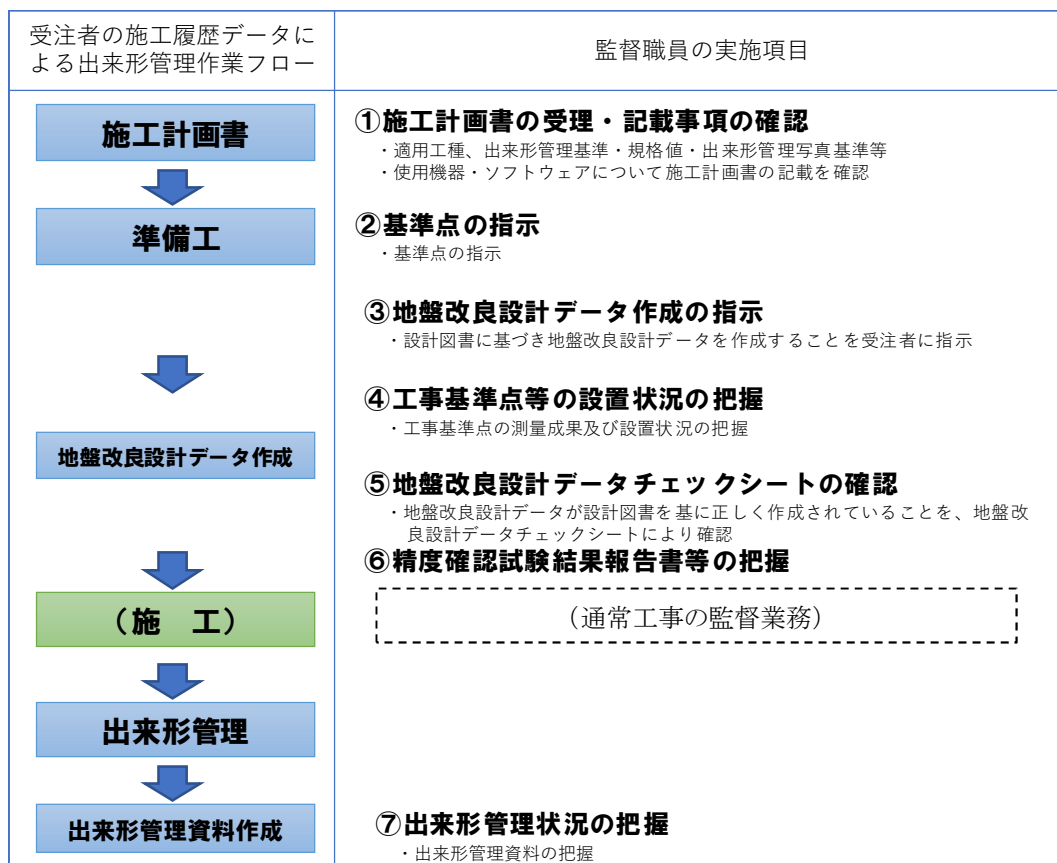 受注者の施工履歴データに
よる出来形管理作業フロー
監督職員の実施項目
施工計画書
①施工計画書の受理・記載事項の確認
・適用工種、出来形管理基準・規格値・出来形管理写真基準等
・使用機器・ソフトウェアについて施工計画書の記載を確認
準備工
②基準点の指示
・基準点の指示
③地盤改良設計データ作成の指示
・設計図書に基づき地盤改良設計データを作成することを受注者に指示
④工事基準点等の設置状況の把握
・工事基準点の測量成果及び設置状況の把握
地盤改良設計データ作成
⑤地盤改良設計データチェックシートの確認
・地盤改良設計データが設計図書を基に正しく作成されていることを、地盤改
良設計データチェックシートにより確認
⑥精度確認試験結果報告書等の把握
（施　工）
（通常工事の監督業務）
出来形管理
出来形管理資料作成
⑦出来形管理状況の把握
・出来形管理資料の把握